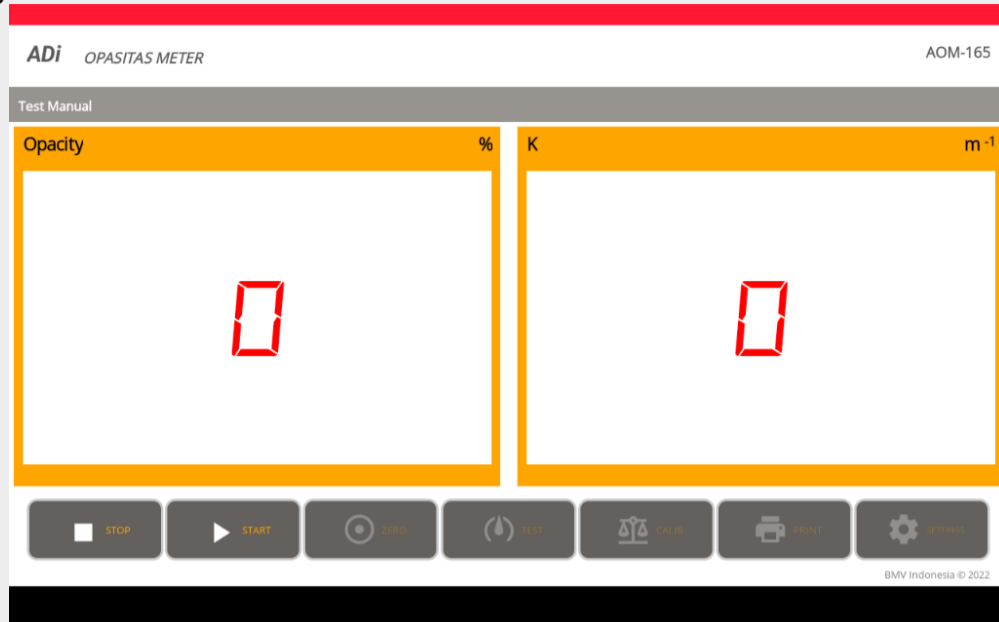 ADi OPASITAS METER AOM-165
Test Manual
Opacity % K m -1
0 0
STOP START ZERO TEST CALIB PRINT SETTINGS
BMV Indonesia © 2022